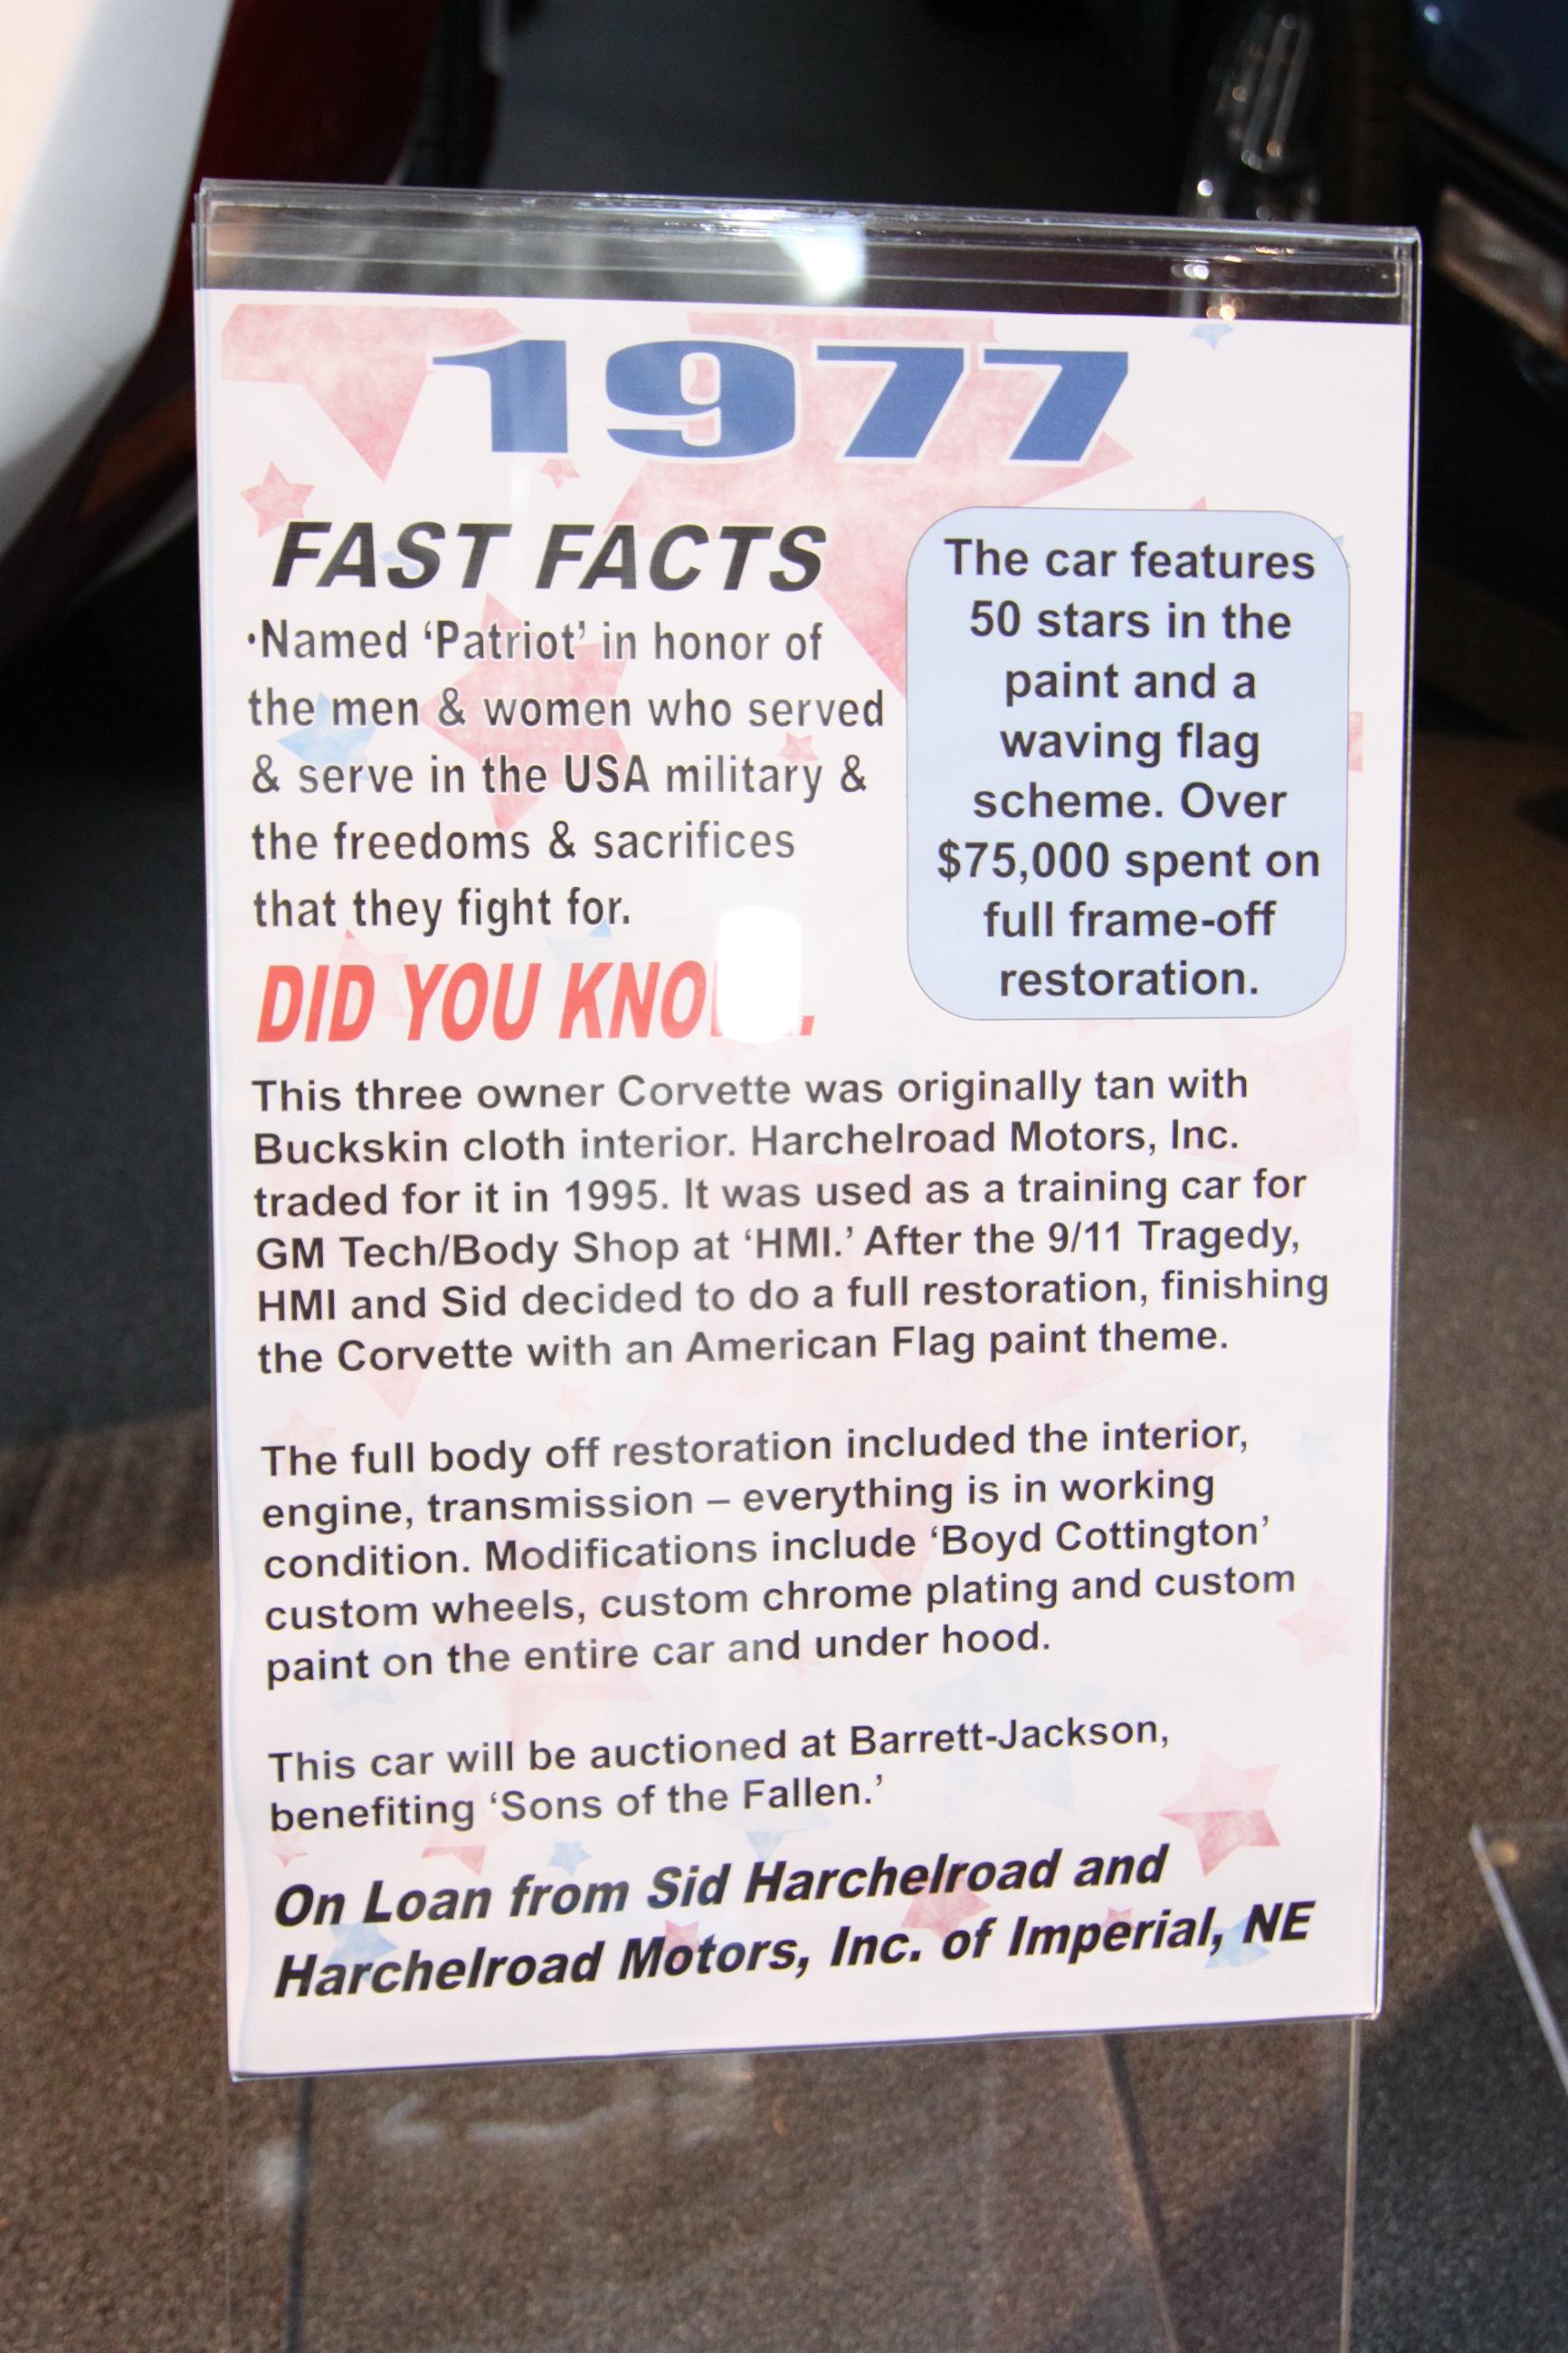 1977
FAST FACTS
•Named ‘Patriot’ in honor of
the men & women who served
& serve in the USA military &
the freedoms & sacrifices
that they fight for.
The car features
50 stars in the
paint and a
waving flag
scheme. Over
$75,000 spent on
full frame-off
restoration.
DID YOU
This three owner Corvette was originally tan with
Buckskin cloth interior. Harchelroad Motors, Inc.
traded for it in 1995. It was used as a training car for
GM Tech/Body Shop at ‘HMI.’ After the 9/11 Tragedy,
HMI and Sid decided to do a full restoration, finishing
the Corvette with an American Flag paint theme.
The full body off restoration included the interior,
engine, transmission – everything is in working
condition. Modifications include ‘Boyd Cottington’
custom wheels, custom chrome plating and custom
paint on the entire car and under hood.
This car will be auctioned at Barrett-Jackson,
benefiting ‘Sons of the Fallen.’
On Loan from Sid Harchelroad and
Harchelroad Motors, Inc. of Imperial, NE